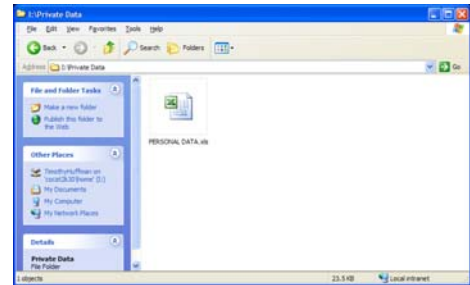 I:\Private Data
File Edit View Favorites Tools Help
Back Search Folders
Address I:\Private Data Go
File and Folder Tasks
Make a new folder
Publish this folder to
the Web
PERSONAL DATA.xls
Other Places
My Documents
My Computer
My Network Places
Details
Private Data
File Folder
1 objects 23.5 KB Local intranet